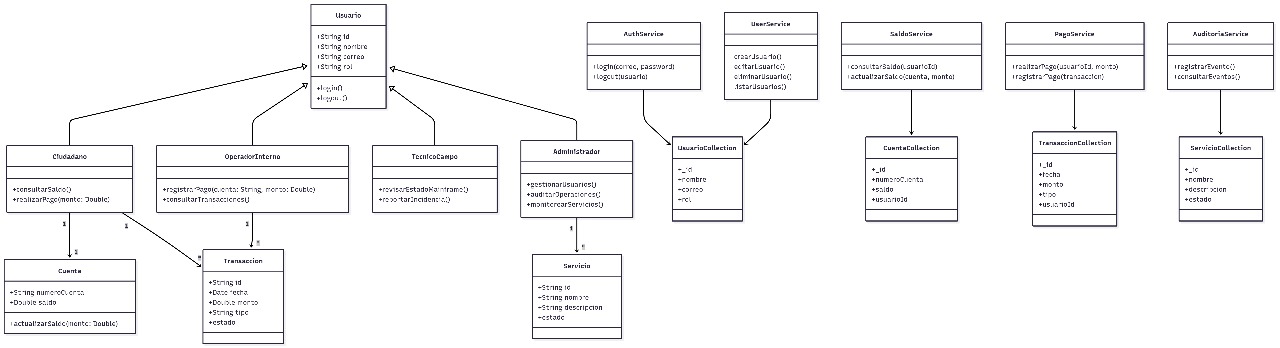 Usuario
+String id
+String nombre
+String correo
+String rol
+login()
+logout()
AuthService
+login(correo, password)
+logout(usuario)
UserService
crearUsuario()
editarUsuario()
eliminarUsuario()
listarUsuarios()
SaldoService
+consultarSaldo(usuarioId)
+actualizarSaldo(cuenta, monto)
PagoService
+realizarPago(usuarioId, monto)
+registrarPago(transaccion)
AuditoriaService
+registrarEvento()
+consultarEventos()
Ciudadano
+consultarSaldo()
+realizarPago(monto: Double)
OperadorInterno
+registrarPago(cuenta: String, monto: Double)
+consultarTransacciones()
TecnicoCampo
+revisarEstadoMainframe()
+reportarIncidencia()
Administrador
+gestionarUsuarios()
+auditarOperaciones()
+monitorearServicios()
UsuarioCollection
+_id
+nombre
+correo
+rol
CuentaCollection
+_id
+numeroCuenta
+saldo
+usuarioId
TransaccionCollection
+_id
+fecha
+monto
+tipo
+usuarioId
ServicioCollection
+_id
+nombre
+descripcion
+estado
1
1
1
1
1
1
Cuenta
+String numeroCuenta
+Double saldo
+actualizarSaldo(monto: Double)
Transaccion
+String id
+Date fecha
+Double monto
+String tipo
+estado
Servicio
+String id
+String nombre
+String descripcion
+estado